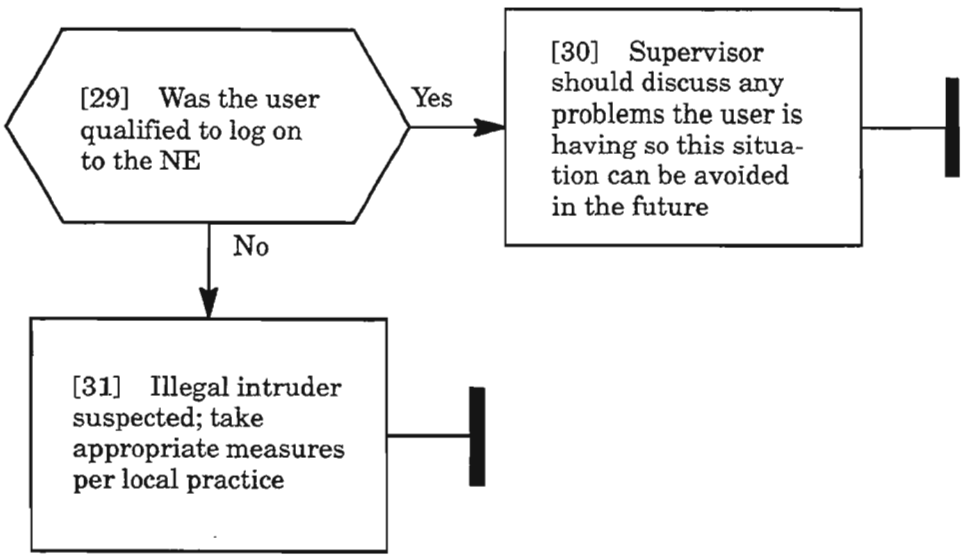 [29] Was the user
qualified to log on
to the NE
Yes
[30] Supervisor
should discuss any
problems the user is
having so this situa-
tion can be avoided
in the future
No
[31] Illegal intruder
suspected; take
appropriate measures
per local practice